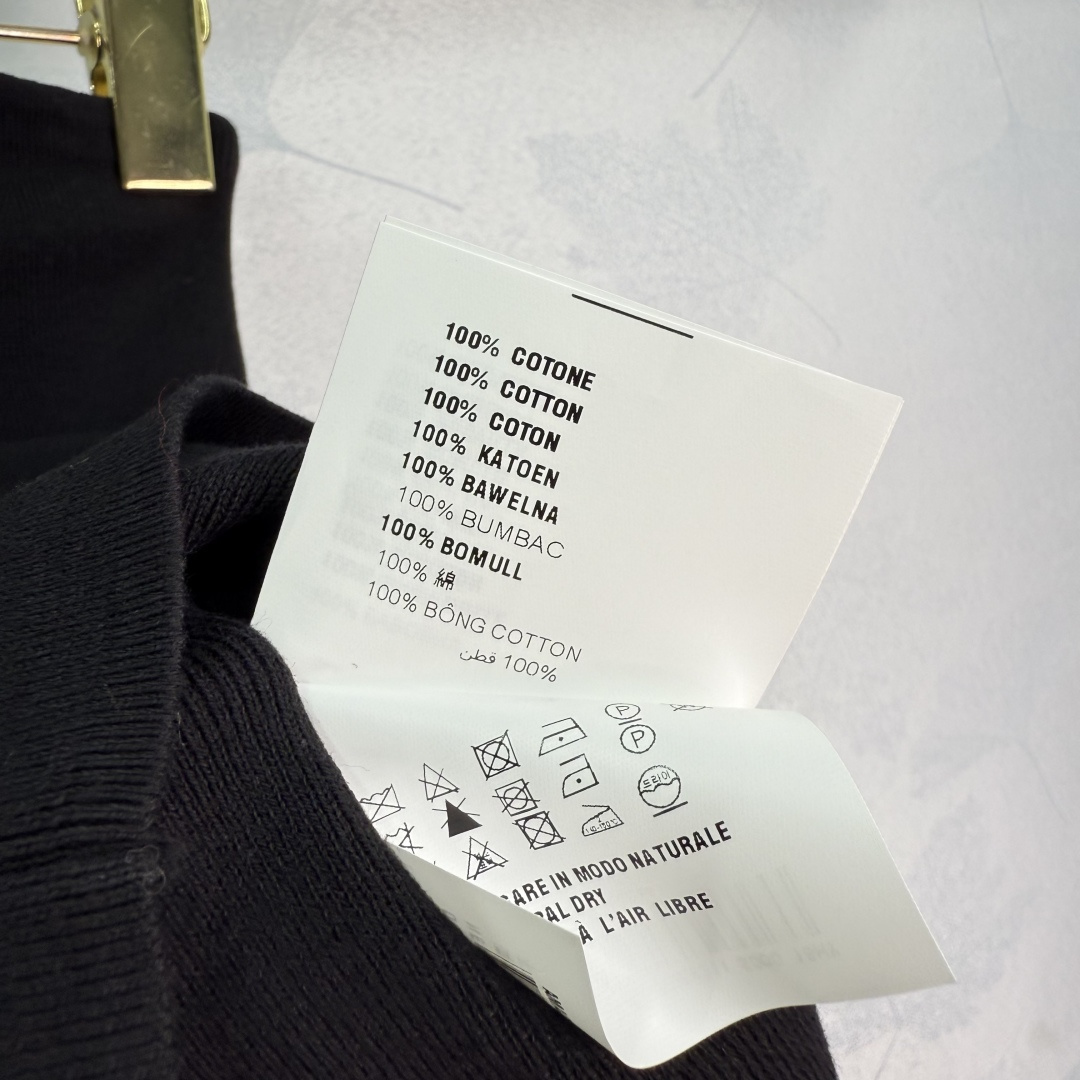 100% COTONE
100% COTTON
100% COTON
100% KATOEN
100% BAWELNA
100% BUMBAC
100% BOMULL
100% 綿
100% BÔNG COTTON
100% قطن
P
P
드라이
CARE IN MODO NATURALE
RAL DRY
À L'AIR LIBRE